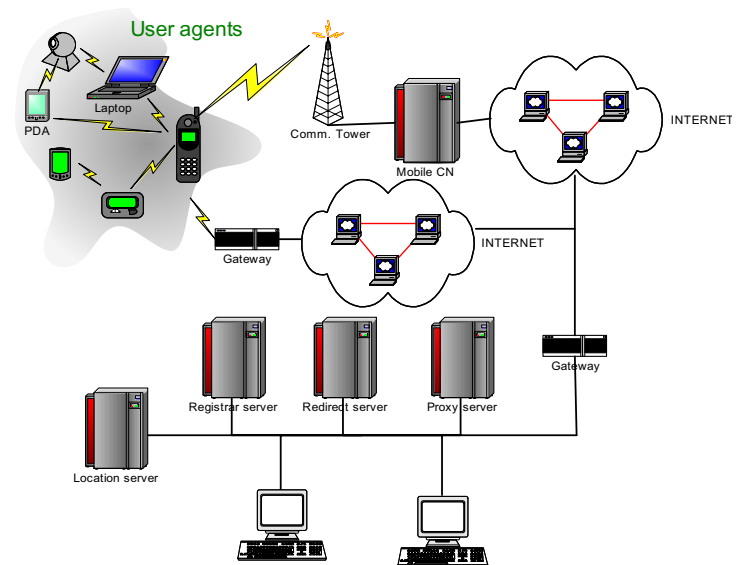 User agents
Laptop
PDA
Comm. Tower
Mobile CN
INTERNET
INTERNET
Gateway
Gateway
Registrar server
Redirect server
Proxy server
Location server